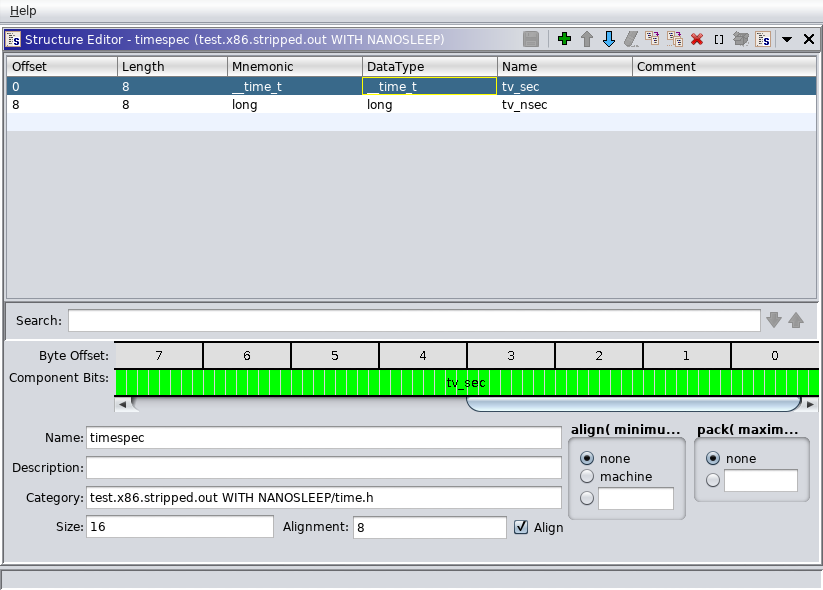 Help
Structure Editor - timespec (test.x86.stripped.out WITH NANOSLEEP)
Offset Length Mnemonic DataType Name Comment
0 8 __time_t __time_t tv_sec
8 8 long long tv_nsec
Search:
Byte Offset: 7 6 5 4 3 2 1 0
Component Bits: tv_sec
align( minimu... pack( maxim...
Name: timespec
none none
Description:
machine
Category: test.x86.stripped.out WITH NANOSLEEP/time.h
Size: 16 Alignment: 8 Align